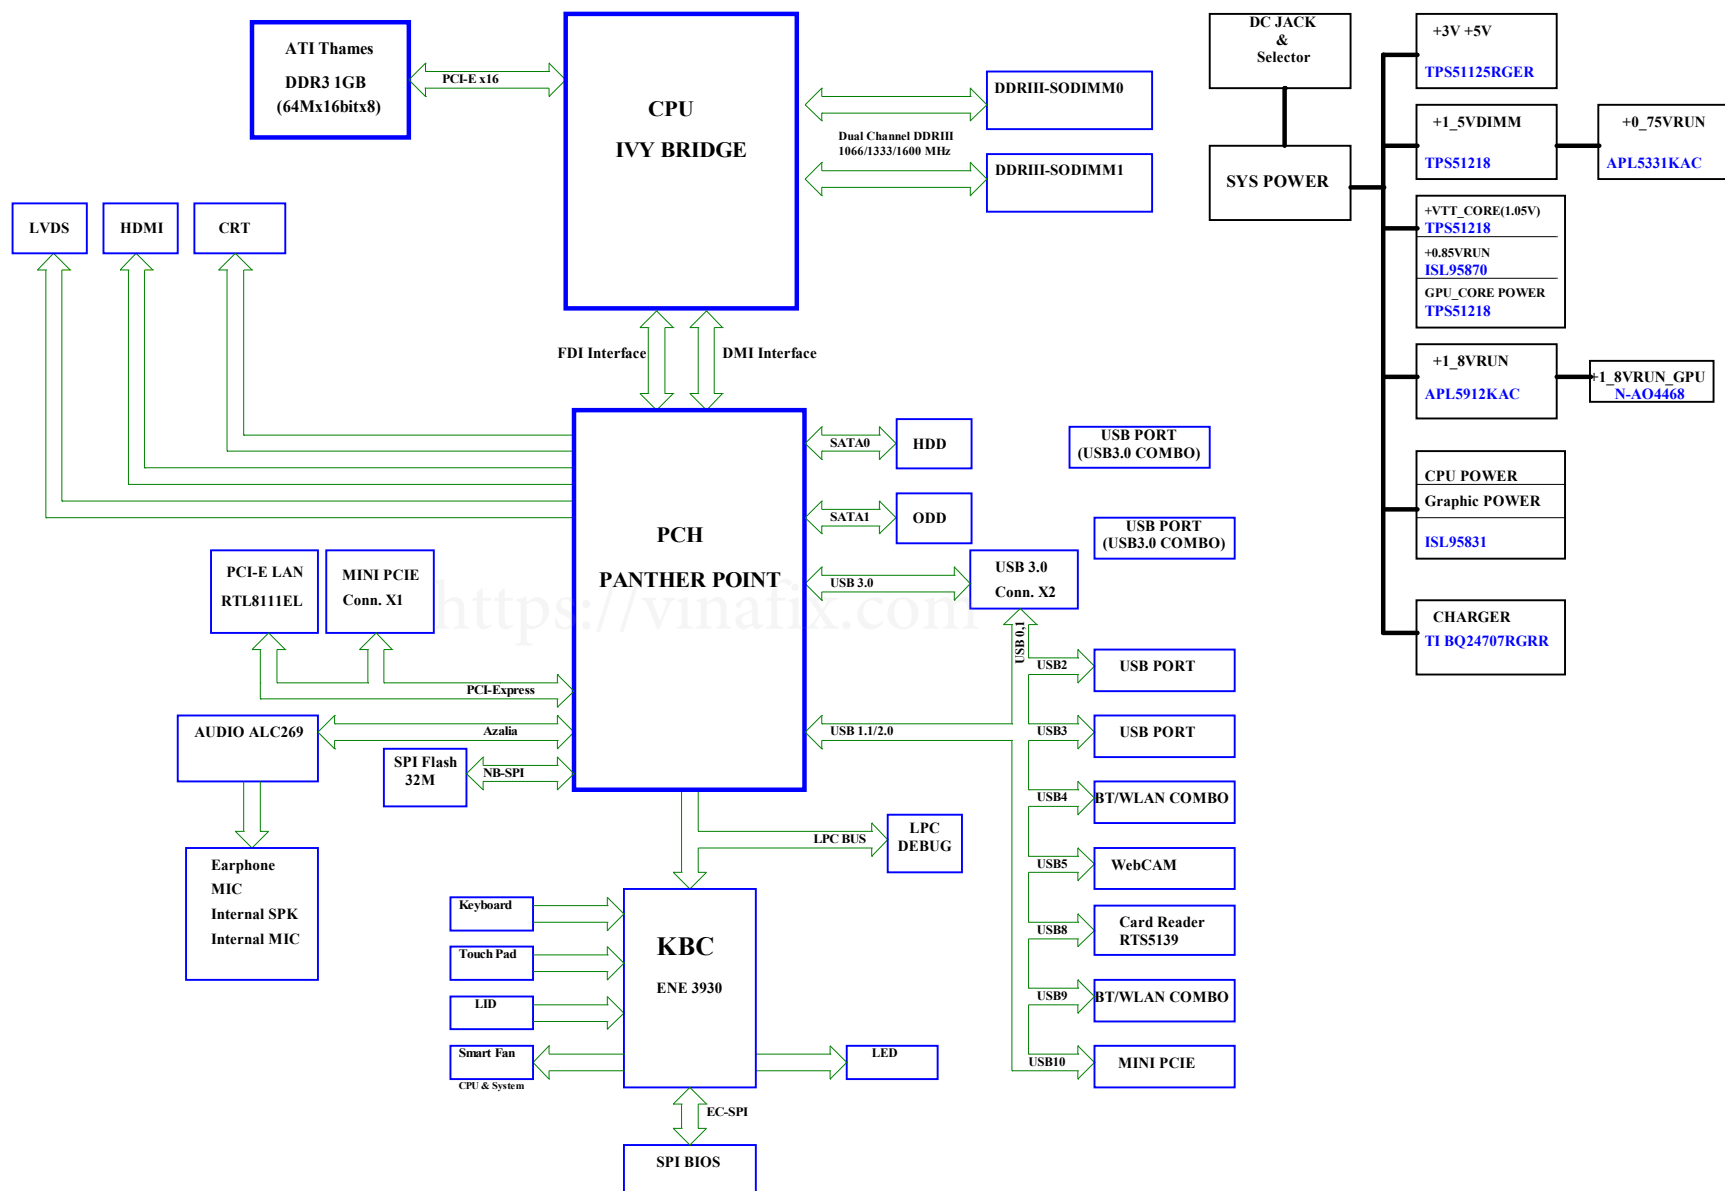 ATI Thames
DDR3 1GB
(64Mx16bitx8)
PCI-E x16
CPU
IVY BRIDGE
DDRIII-SODIMM0
Dual Channel DDRIII
1066/1333/1600 MHz
DDRIII-SODIMM1
LVDS
HDMI
CRT
FDI Interface
DMI Interface
PCH
PANTHER POINT
SATA0
HDD
SATA1
ODD
USB PORT
(USB3.0 COMBO)
USB PORT
(USB3.0 COMBO)
USB 3.0
USB 3.0
Conn. X2
PCI-E LAN
RTL8111EL
MINI PCIE
Conn. X1
https://vinafix.com
PCI-Express
AUDIO ALC269
Azalia
SPI Flash
32M
NB-SPI
USB 1.1/2.0
USB 0,1
USB2
USB PORT
USB3
USB PORT
USB4
BT/WLAN COMBO
USB5
WebCAM
USB8
Card Reader
RTS5139
USB9
BT/WLAN COMBO
USB10
MINI PCIE
Earphone
MIC
Internal SPK
Internal MIC
LPC BUS
LPC
DEBUG
Keyboard
Touch Pad
LID
Smart Fan
CPU & System
KBC
ENE 3930
LED
EC-SPI
SPI BIOS
DC JACK
&
Selector
SYS POWER
+3V +5V
TPS51125RGER
+1_5VDIMM
TPS51218
+0_75VRUN
APL5331KAC
+VTT_CORE(1.05V)
TPS51218
+0.85VRUN
ISL95870
GPU_CORE POWER
TPS51218
+1_8VRUN
APL5912KAC
+1_8VRUN_GPU
N-AO4468
CPU POWER
Graphic POWER
ISL95831
CHARGER
TI BQ24707RGRR